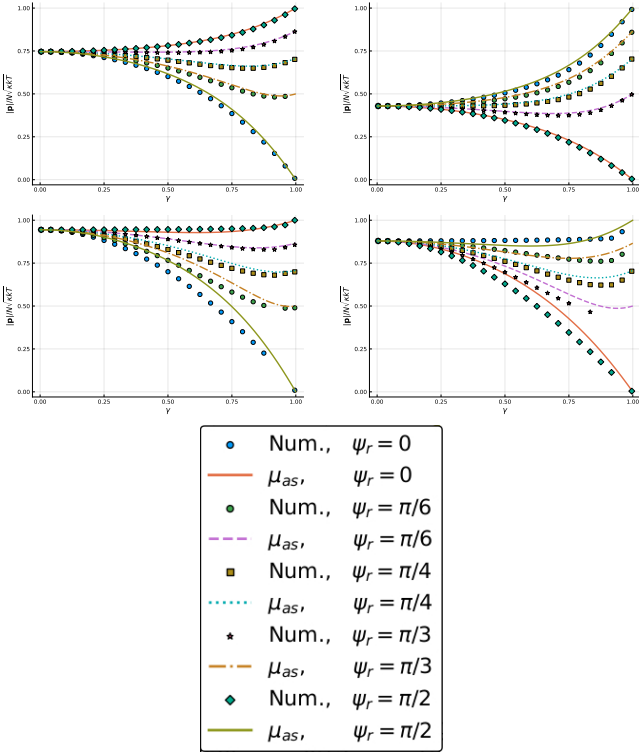 1.00
0.75
0.50
0.25
0.00
|p|/N√κkT
0.00 0.25 0.50 0.75 1.00
γ
1.00
0.75
0.50
0.25
0.00
|p|/N√κkT
0.00 0.25 0.50 0.75 1.00
γ
1.00
0.75
0.50
0.25
0.00
|p|/N√κkT
0.00 0.25 0.50 0.75 1.00
γ
1.00
0.75
0.50
0.25
0.00
|p|/N√κkT
0.00 0.25 0.50 0.75 1.00
γ
Num., ψr = 0
μas, ψr = 0
Num., ψr = π/6
μas, ψr = π/6
Num., ψr = π/4
μas, ψr = π/4
Num., ψr = π/3
μas, ψr = π/3
Num., ψr = π/2
μas, ψr = π/2